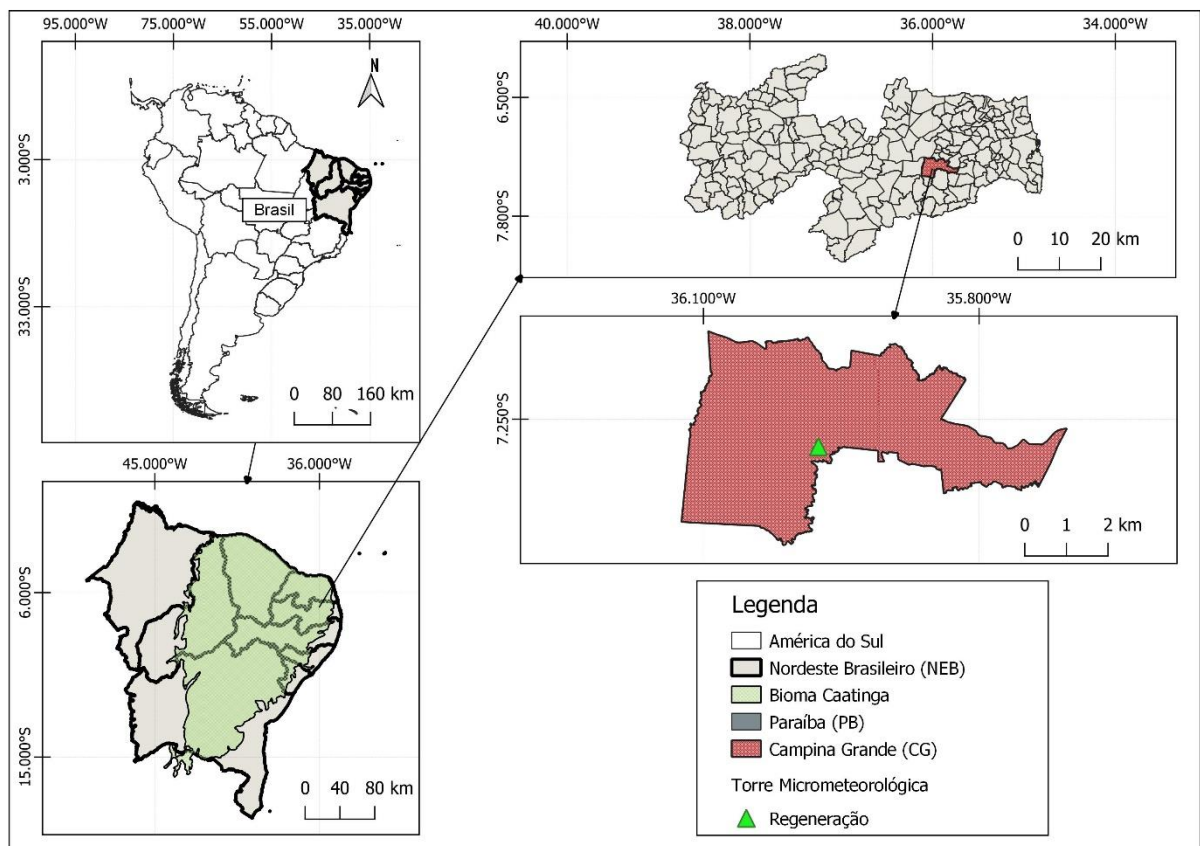 95.000°W 75.000°W 55.000°W 35.000°W
N
3.000°S
33.000°S
Brasil
0 80 160 km
40.000°W 38.000°W 36.000°W 34.000°W
6.500°S
7.800°S
0 10 20 km
36.100°W 35.800°W
7.250°S
0 1 2 km
45.000°W 36.000°W
6.000°S
15.000°S
0 40 80 km
Legenda
América do Sul
Nordeste Brasileiro (NEB)
Bioma Caatinga
Paraíba (PB)
Campina Grande (CG)
Torre Micrometeorológica
Regeneração